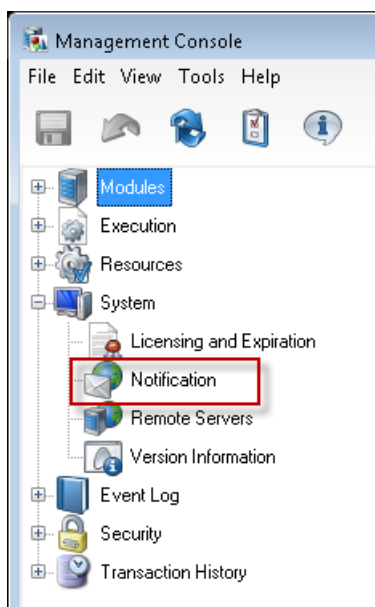 Management Console
File Edit View Tools Help
Modules
Execution
Resources
System
Licensing and Expiration
Notification
Remote Servers
Version Information
Event Log
Security
Transaction History